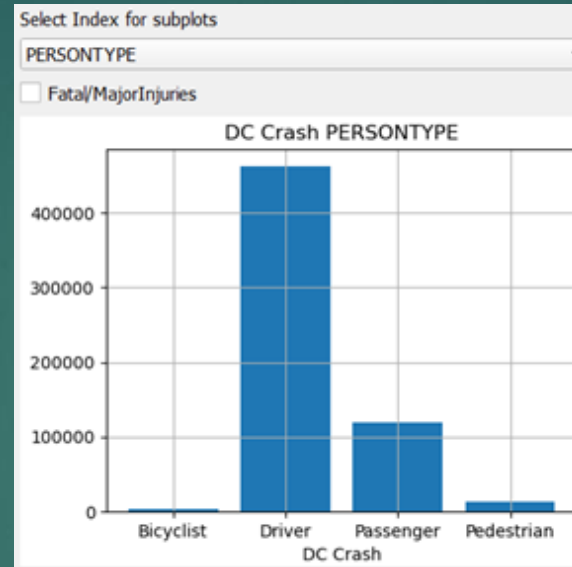 Select Index for subplots
PERSONTYPE
Fatal/MajorInjuries
DC Crash PERSONTYPE
400000
300000
200000
100000
0
Bicyclist Driver Passenger Pedestrian
DC Crash